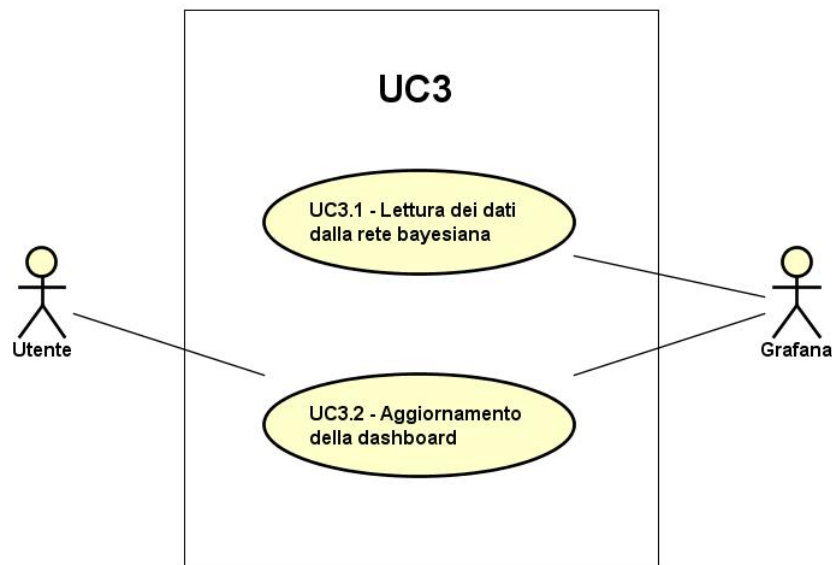 UC3
UC3.1 - Lettura dei dati
dalla rete bayesiana
Utente
Grafana
UC3.2 - Aggiornamento
della dashboard